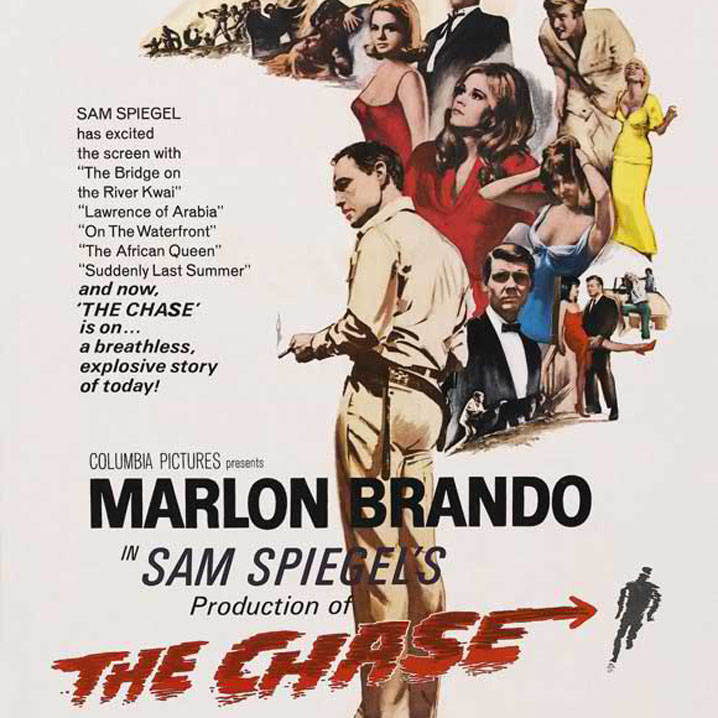 SAM SPIEGEL
has excited
the screen with
“The Bridge on
the River Kwai”
“Lawrence of Arabia”
“On The Waterfront”
“The African Queen”
“Suddenly Last Summer”
and now,
‘THE CHASE’
is on...
a breathless,
explosive story
of today!
COLUMBIA PICTURES presents
MARLON BRANDO
IN SAM SPIEGEL'S
Production of
THE CHASE